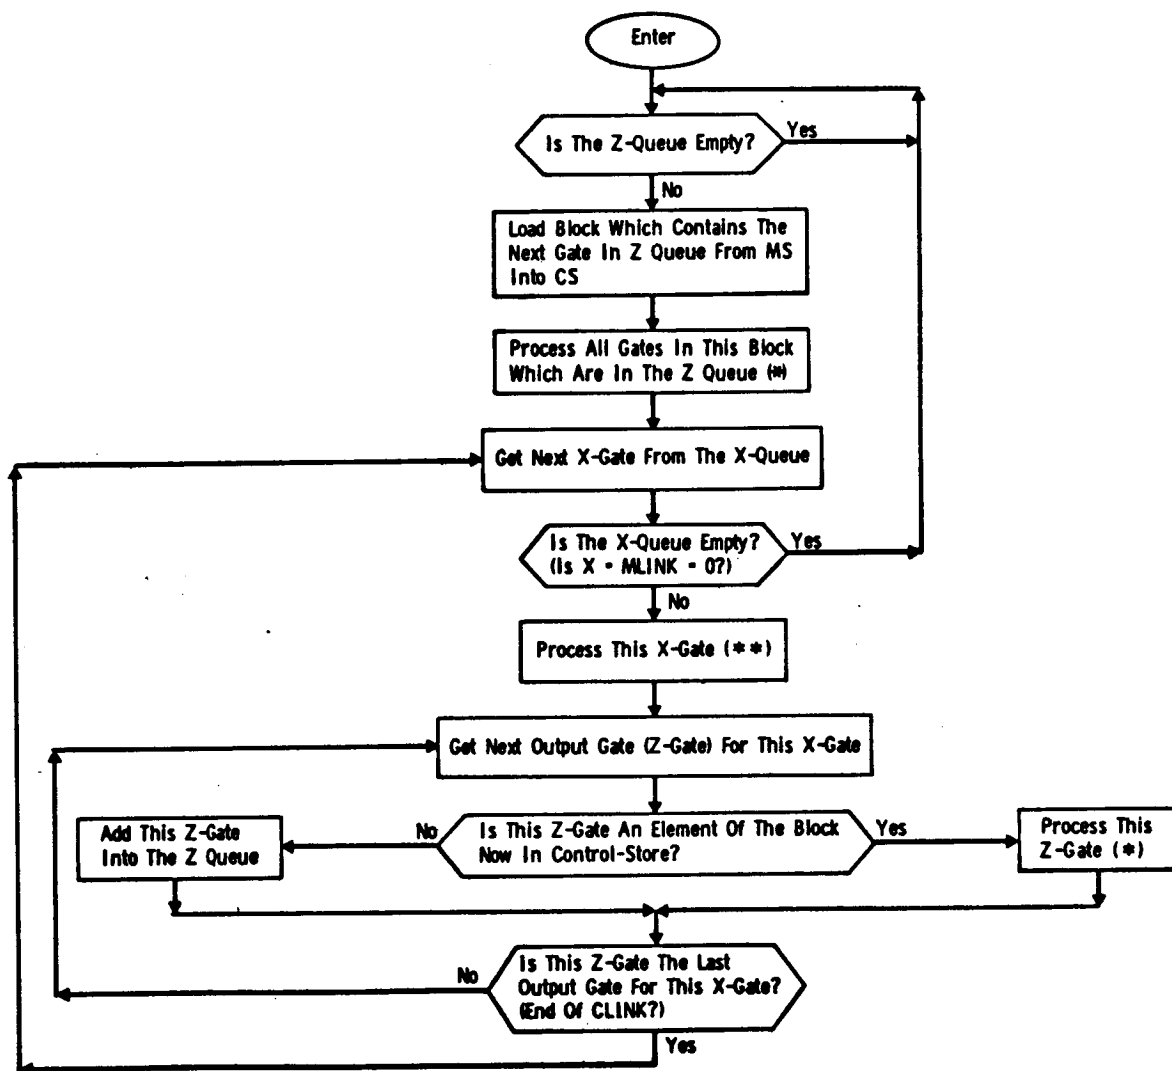 Enter
Is The Z-Queue Empty?
Yes
No
Load Block Which Contains The
Next Gate In Z Queue From MS
Into CS
Process All Gates In This Block
Which Are In The Z Queue (*)
Get Next X-Gate From The X-Queue
Is The X-Queue Empty?
(Is X = MLINK = 0?)
Yes
No
Process This X-Gate (**)
Get Next Output Gate (Z-Gate) For This X-Gate
Add This Z-Gate
Into The Z Queue
No
Is This Z-Gate An Element Of The Block
Now In Control-Store?
Yes
Process This
Z-Gate (*)
No
Is This Z-Gate The Last
Output Gate For This X-Gate?
(End Of CLINK?)
Yes